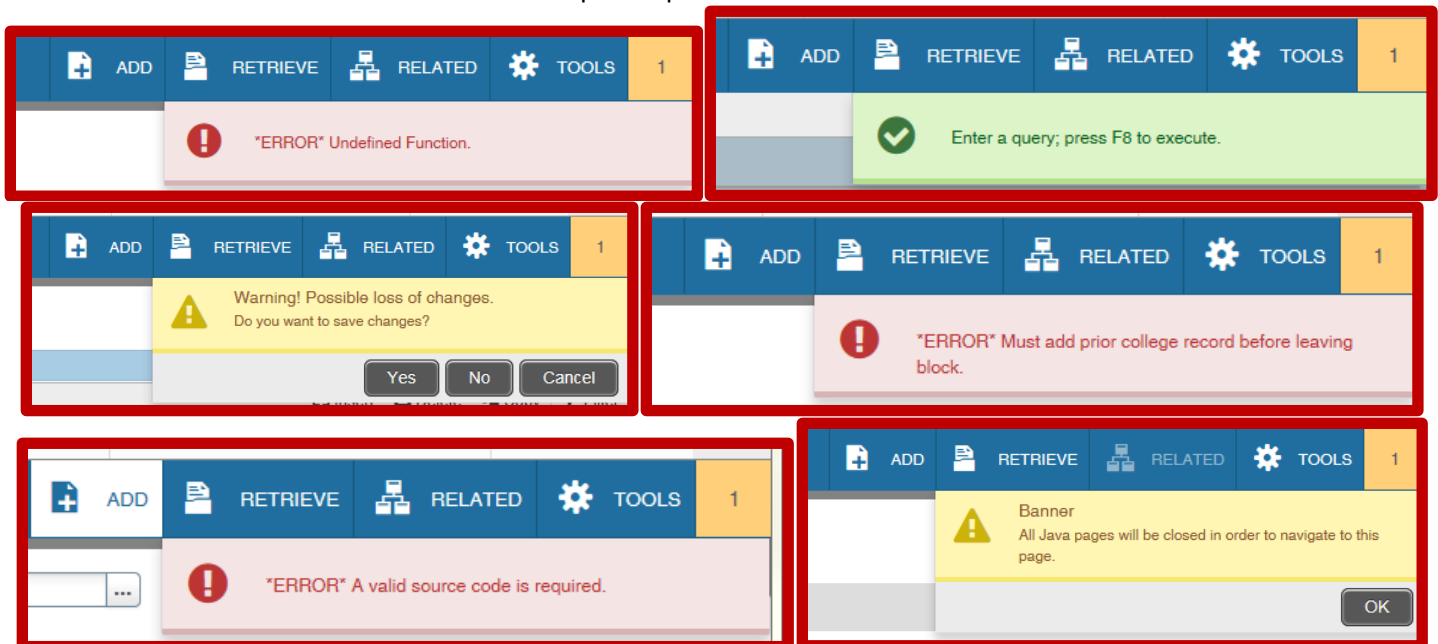 ADD RETRIEVE RELATED TOOLS 1
*ERROR* Undefined Function.
ADD RETRIEVE RELATED TOOLS 1
Enter a query; press F8 to execute.
ADD RETRIEVE RELATED TOOLS 1
Warning! Possible loss of changes.
Do you want to save changes?
Yes No Cancel
ADD RETRIEVE RELATED TOOLS 1
*ERROR* Must add prior college record before leaving
block.
ADD RETRIEVE RELATED TOOLS 1
...
*ERROR* A valid source code is required.
ADD RETRIEVE RELATED TOOLS 1
Banner
All Java pages will be closed in order to navigate to this
page.
OK